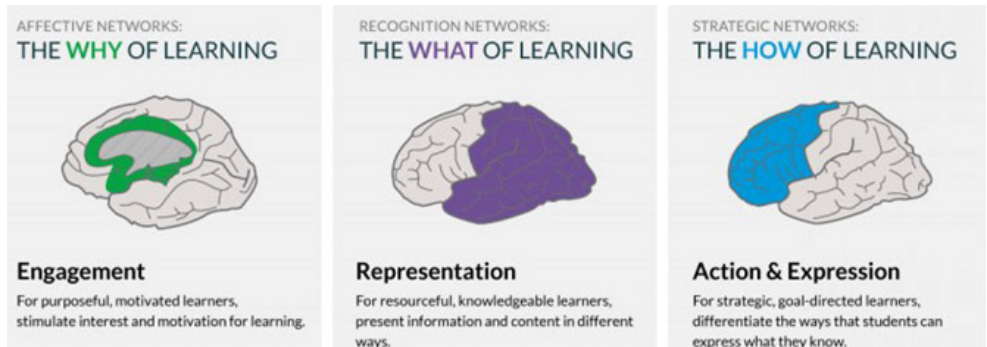 AFFECTIVE NETWORKS:
THE WHY OF LEARNING
Engagement
For purposeful, motivated learners,
stimulate interest and motivation for learning.
RECOGNITION NETWORKS:
THE WHAT OF LEARNING
Representation
For resourceful, knowledgeable learners,
present information and content in different
ways.
STRATEGIC NETWORKS:
THE HOW OF LEARNING
Action & Expression
For strategic, goal-directed learners,
differentiate the ways that students can
express what they know.